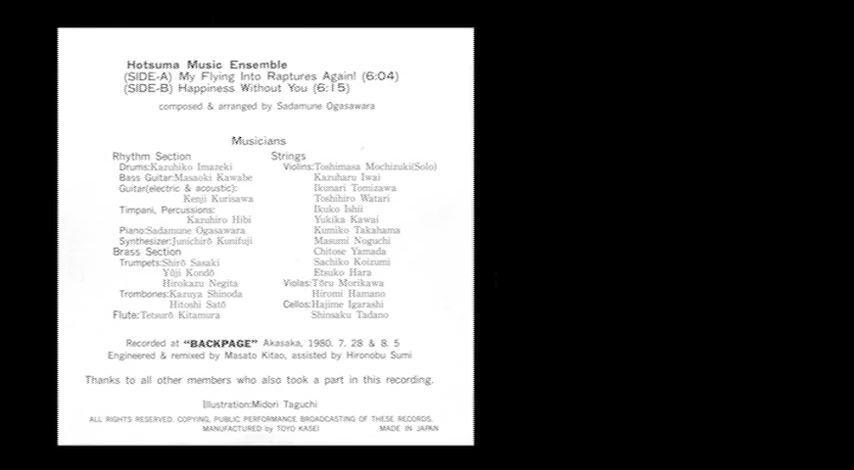 Hotsuma Music Ensemble
(SIDE-A) My Flying Into Raptures Again! (6:04)
(SIDE-B) Happiness Without You (6:15)
composed & arranged by Sadamune Ogasawara
Musicians
Rhythm Section
Drums:Kazuhiko Imazeki
Bass Guitar:Masaoki Kawabe
Guitar(electric & acoustic):
Kenji Kurisawa
Timpani, Percussions:
Kazuhiro Hibi
Piano:Sadamune Ogasawara
Synthesizer:Junichirō Kunifuji
Brass Section
Trumpets:Shirō Sasaki
Yūji Kondō
Hirokazu Negita
Trombones:Kazuya Shinoda
Hitoshi Satō
Flute:Tetsurō Kitamura
Strings
Violins:Toshimasa Mochizuki(Solo)
Kazuharu Iwai
Ikunari Tomizawa
Toshihiro Watari
Ikuko Ishii
Yukika Kawai
Kumiko Takahama
Masumi Noguchi
Chitose Yamada
Sachiko Koizumi
Etsuko Hara
Violas:Tōru Morikawa
Hiromi Hamano
Cellos:Hajime Igarashi
Shinsaku Tadano
Recorded at "BACKPAGE" Akasaka, 1980. 7. 28 & 8. 5
Engineered & remixed by Masato Kitao, assisted by Hironobu Sumi
Thanks to all other members who also took a part in this recording.
Illustration:Midori Taguchi
ALL RIGHTS RESERVED. COPYING, PUBLIC PERFORMANCE BROADCASTING OF THESE RECORDS.
MANUFACTURED by TOYO KASEI MADE IN JAPAN